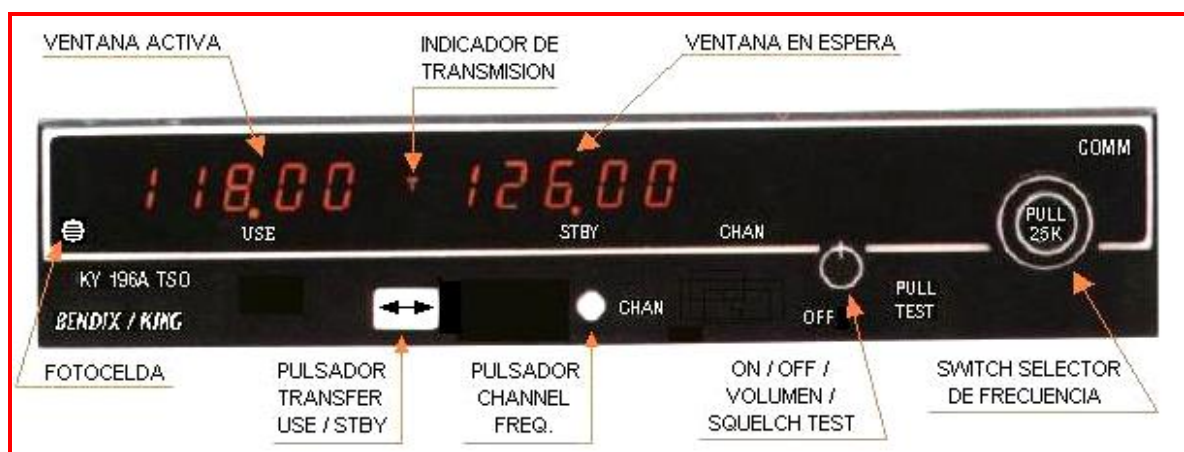 VENTANA ACTIVA
INDICADOR DE
TRANSMISION
VENTANA EN ESPERA
COMM
118.00 T 126.00
PULL
25K
USE STBY CHAN
KY 196A TSO
PULL
TEST
CHAN
OFF
BENDIX / KING
FOTOCELDA
PULSADOR
TRANSFER
USE / STBY
PULSADOR
CHANNEL
FREQ.
ON / OFF /
VOLUMEN /
SQUELCH TEST
SWITCH SELECTOR
DE FRECUENCIA